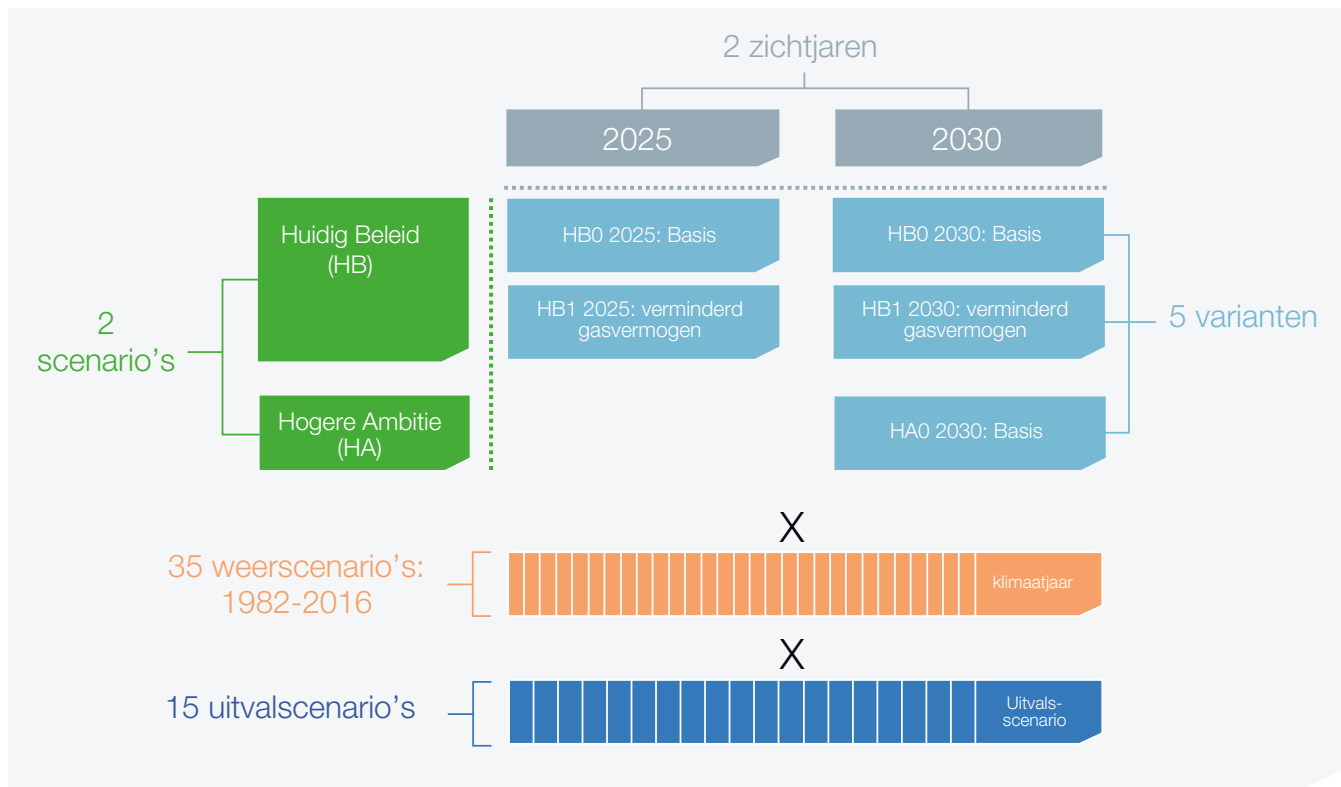 2 zichtjaren
2025
2030
2
scenario’s
Huidig Beleid
(HB)
HB0 2025: Basis
HB0 2030: Basis
HB1 2025: verminderd
gasvermogen
HB1 2030: verminderd
gasvermogen
5 varianten
Hogere Ambitie
(HA)
HA0 2030: Basis
X
35 weerscenario’s:
1982-2016
klimaatjaar
X
15 uitvalscenario’s
Uitvals-
scenario